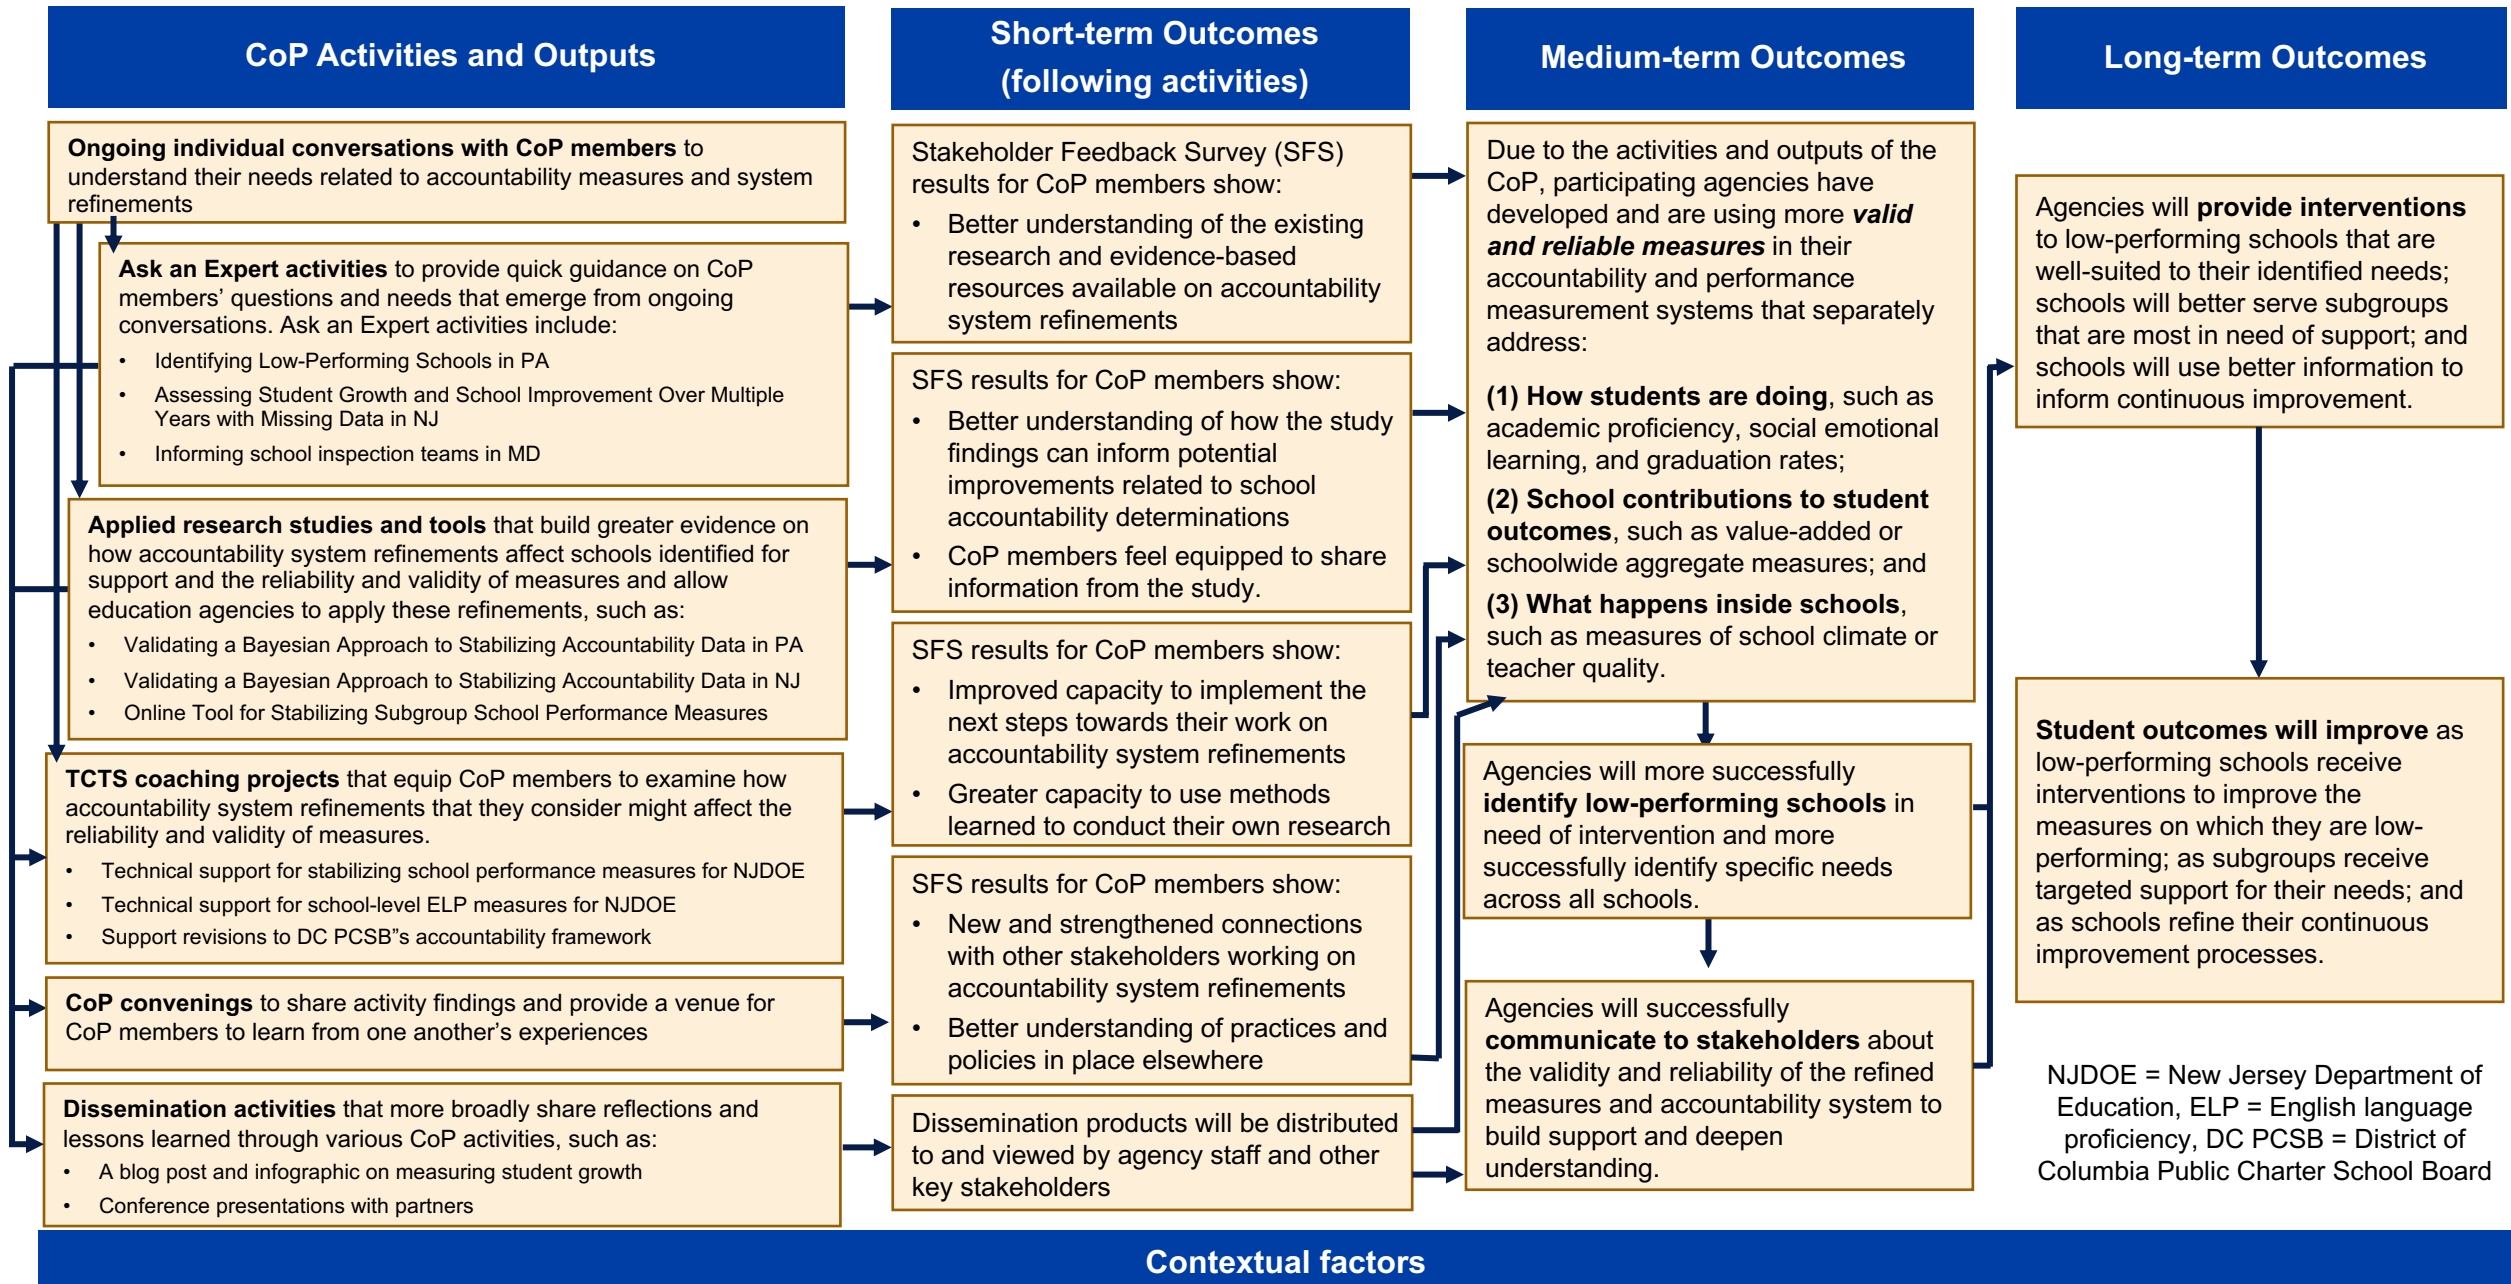 CoP Activities and Outputs
Ongoing individual conversations with CoP members to
understand their needs related to accountability measures and system
refinements
Ask an Expert activities to provide quick guidance on CoP
members’ questions and needs that emerge from ongoing
conversations. Ask an Expert activities include:
• Identifying Low-Performing Schools in PA
• Assessing Student Growth and School Improvement Over Multiple
Years with Missing Data in NJ
• Informing school inspection teams in MD
Applied research studies and tools that build greater evidence on
how accountability system refinements affect schools identified for
support and the reliability and validity of measures and allow
education agencies to apply these refinements, such as:
• Validating a Bayesian Approach to Stabilizing Accountability Data in PA
• Validating a Bayesian Approach to Stabilizing Accountability Data in NJ
• Online Tool for Stabilizing Subgroup School Performance Measures
TCTS coaching projects that equip CoP members to examine how
accountability system refinements that they consider might affect the
reliability and validity of measures.
• Technical support for stabilizing school performance measures for NJDOE
• Technical support for school-level ELP measures for NJDOE
• Support revisions to DC PCSB”s accountability framework
CoP convenings to share activity findings and provide a venue for
CoP members to learn from one another’s experiences
Dissemination activities that more broadly share reflections and
lessons learned through various CoP activities, such as:
• A blog post and infographic on measuring student growth
• Conference presentations with partners
Short-term Outcomes
(following activities)
Stakeholder Feedback Survey (SFS)
results for CoP members show:
• Better understanding of the existing
research and evidence-based
resources available on accountability
system refinements
SFS results for CoP members show:
• Better understanding of how the study
findings can inform potential
improvements related to school
accountability determinations
• CoP members feel equipped to share
information from the study.
SFS results for CoP members show:
• Improved capacity to implement the
next steps towards their work on
accountability system refinements
• Greater capacity to use methods
learned to conduct their own research
SFS results for CoP members show:
• New and strengthened connections
with other stakeholders working on
accountability system refinements
• Better understanding of practices and
policies in place elsewhere
Dissemination products will be distributed
to and viewed by agency staff and other
key stakeholders
Medium-term Outcomes
Due to the activities and outputs of the
CoP, participating agencies have
developed and are using more valid
and reliable measures in their
accountability and performance
measurement systems that separately
address:
(1) How students are doing, such as
academic proficiency, social emotional
learning, and graduation rates;
(2) School contributions to student
outcomes, such as value-added or
schoolwide aggregate measures; and
(3) What happens inside schools,
such as measures of school climate or
teacher quality.
Agencies will more successfully
identify low-performing schools in
need of intervention and more
successfully identify specific needs
across all schools.
Agencies will successfully
communicate to stakeholders about
the validity and reliability of the refined
measures and accountability system to
build support and deepen
understanding.
Long-term Outcomes
Agencies will provide interventions
to low-performing schools that are
well-suited to their identified needs;
schools will better serve subgroups
that are most in need of support; and
schools will use better information to
inform continuous improvement.
Student outcomes will improve as
low-performing schools receive
interventions to improve the
measures on which they are low-
performing; as subgroups receive
targeted support for their needs; and
as schools refine their continuous
improvement processes.
NJDOE = New Jersey Department of
Education, ELP = English language
proficiency, DC PCSB = District of
Columbia Public Charter School Board
Contextual factors